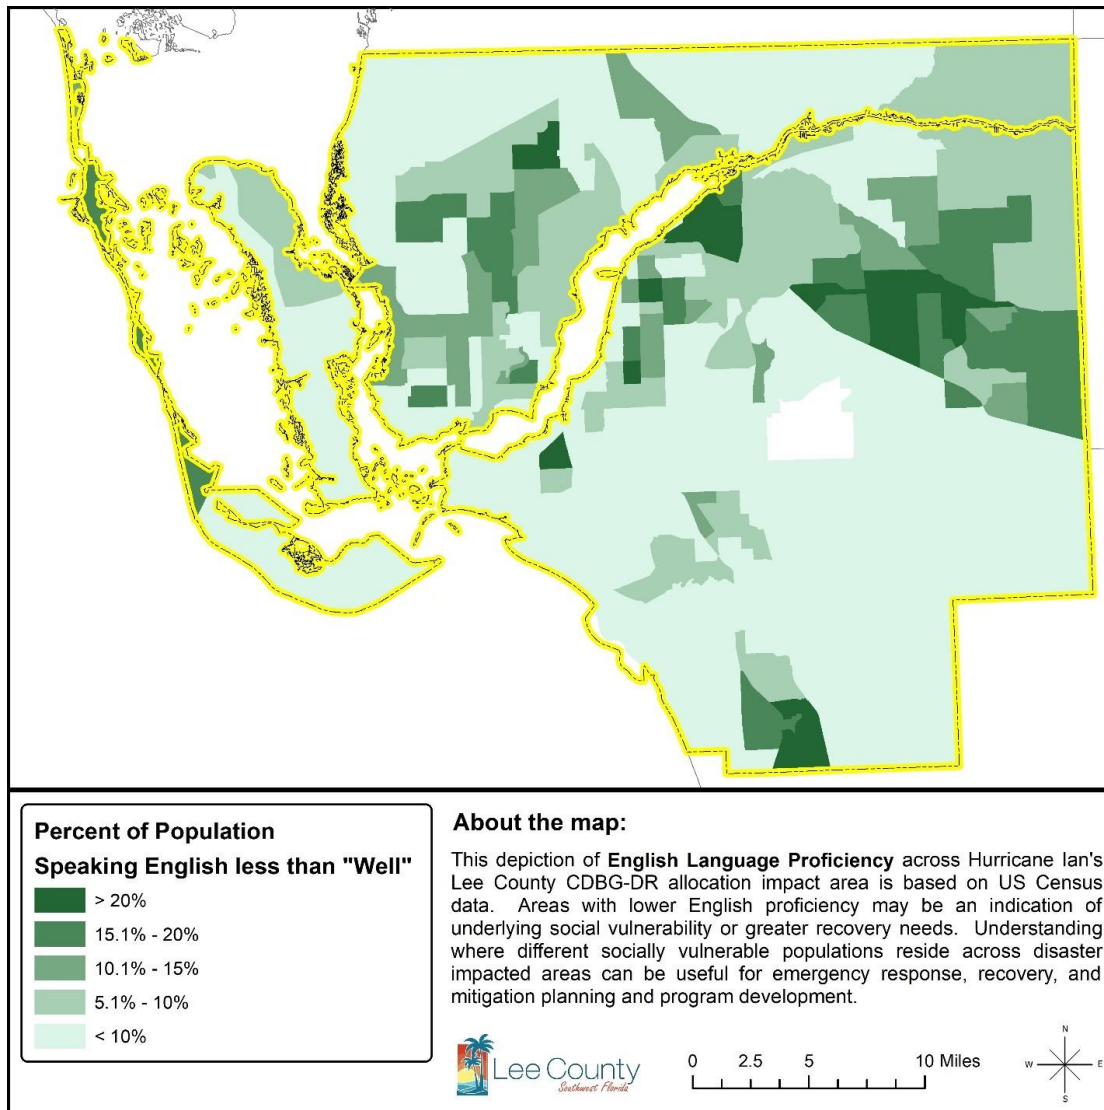 Percent of Population
Speaking English less than "Well"
> 20%
15.1% - 20%
10.1% - 15%
5.1% - 10%
< 10%
About the map:
This depiction of English Language Proficiency across Hurricane Ian's
Lee County CDBG-DR allocation impact area is based on US Census
data. Areas with lower English proficiency may be an indication of
underlying social vulnerability or greater recovery needs. Understanding
where different socially vulnerable populations reside across disaster
impacted areas can be useful for emergency response, recovery, and
mitigation planning and program development.
Lee County
Southwest Florida
0 2.5 5 10 Miles
N
W E
S